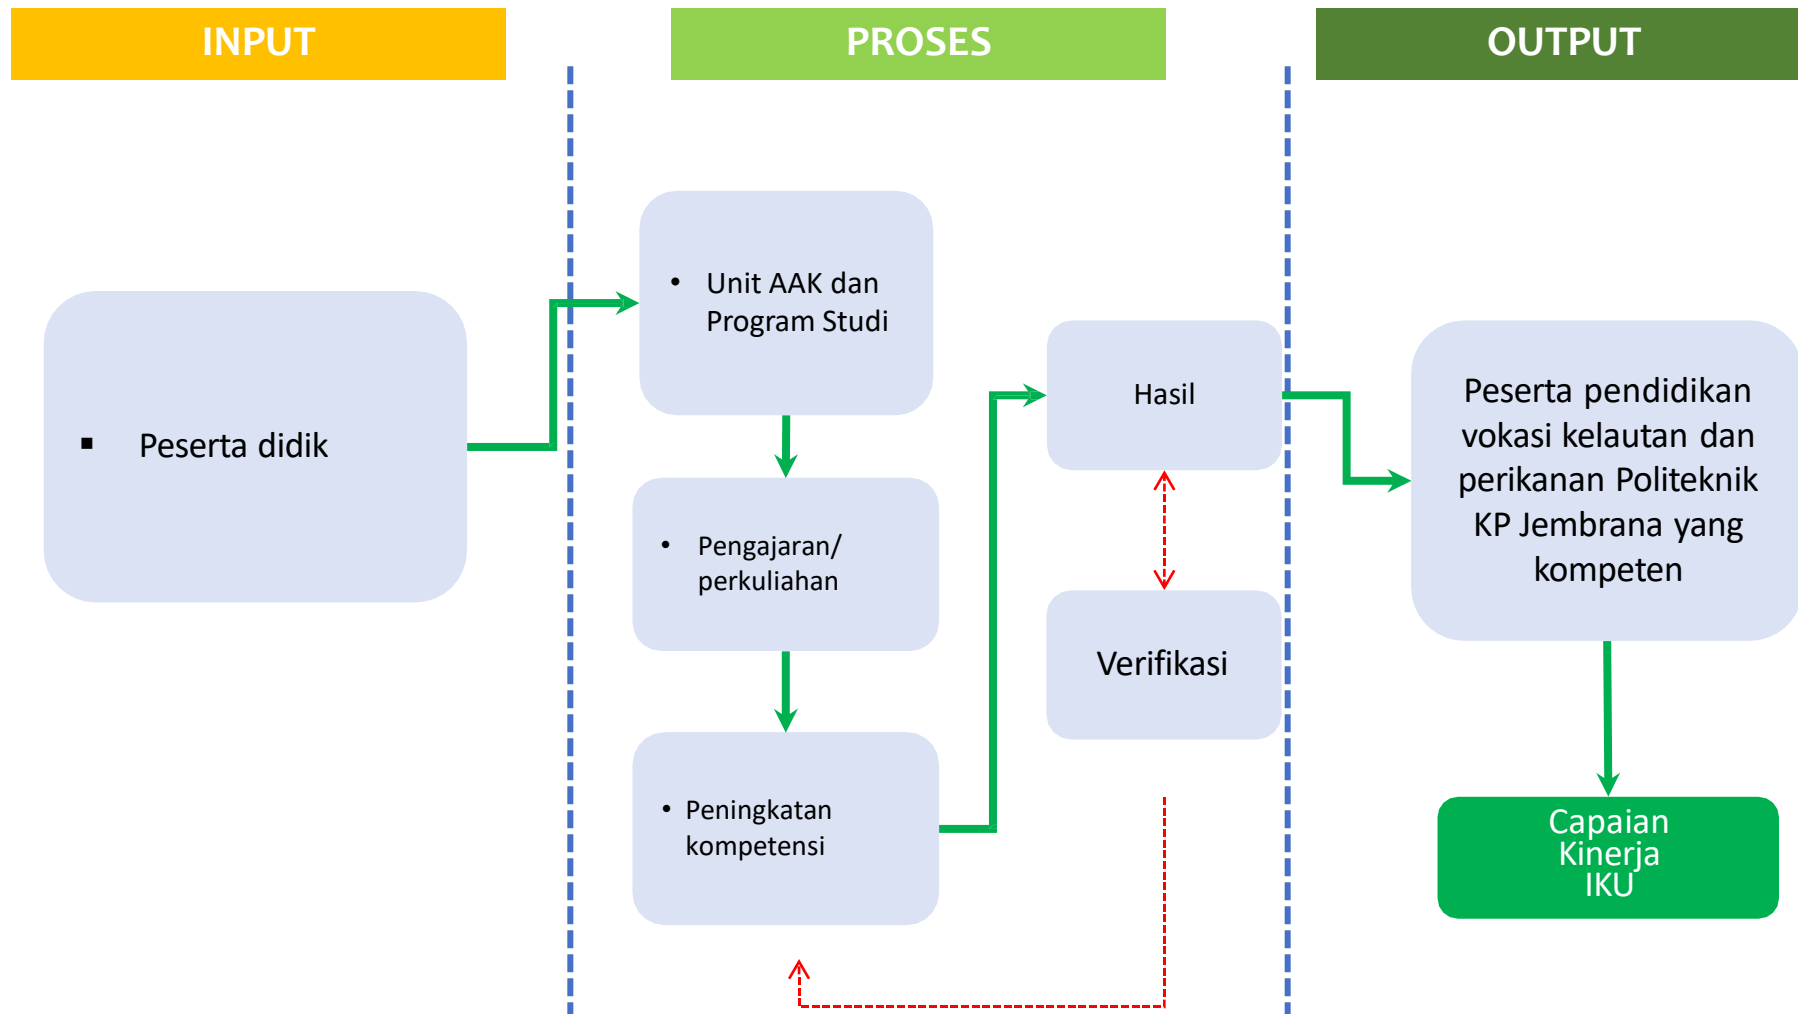 INPUT
PROSES
OUTPUT
▪ Peserta didik
• Unit AAK dan
Program Studi
• Pengajaran/
perkuliahan
• Peningkatan
kompetensi
Hasil
Verifikasi
Peserta pendidikan
vokasi kelautan dan
perikanan Politeknik
KP Jembrana yang
kompeten
Capaian
Kinerja
IKU